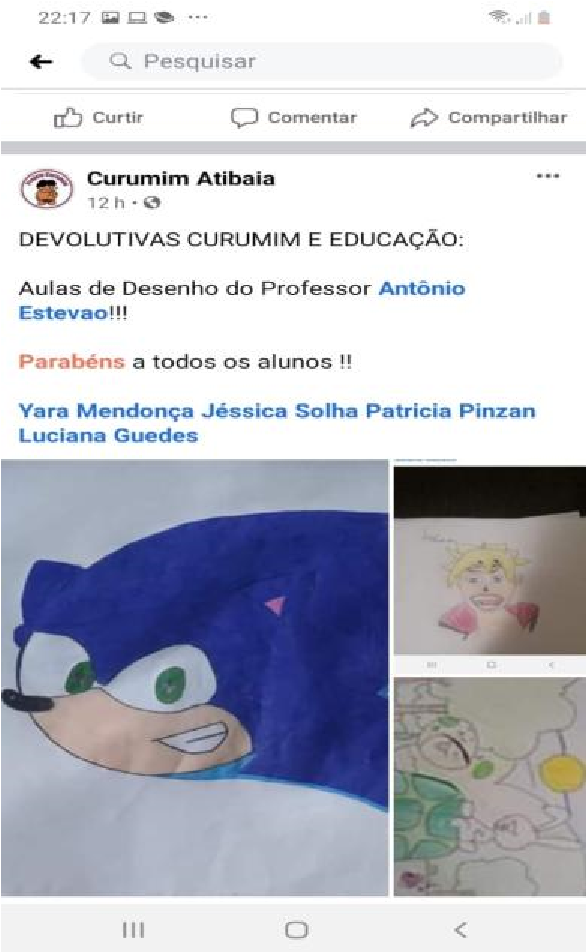 22:17
Pesquisar
Curtir Comentar Compartilhar
Curumim Atibaia
12 h
DEVOLUTIVAS CURUMIM E EDUCAÇÃO:
Aulas de Desenho do Professor Antônio
Estevao!!!
Parabéns a todos os alunos !!
Yara Mendonça Jéssica Solha Patricia Pinzan
Luciana Guedes